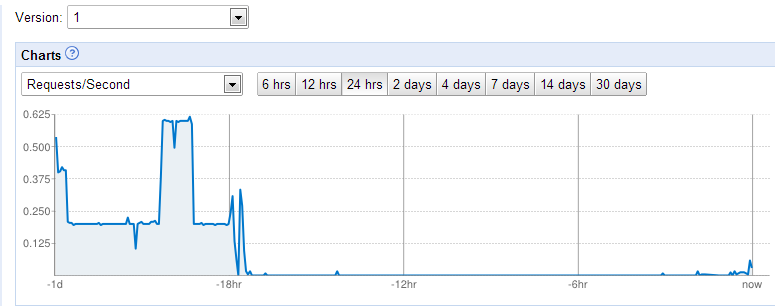 Version: 1
Charts ?
Requests/Second 6 hrs 12 hrs 24 hrs 2 days 4 days 7 days 14 days 30 days
0.625
0.500
0.375
0.250
0.125
-1d -18hr -12hr -6hr now